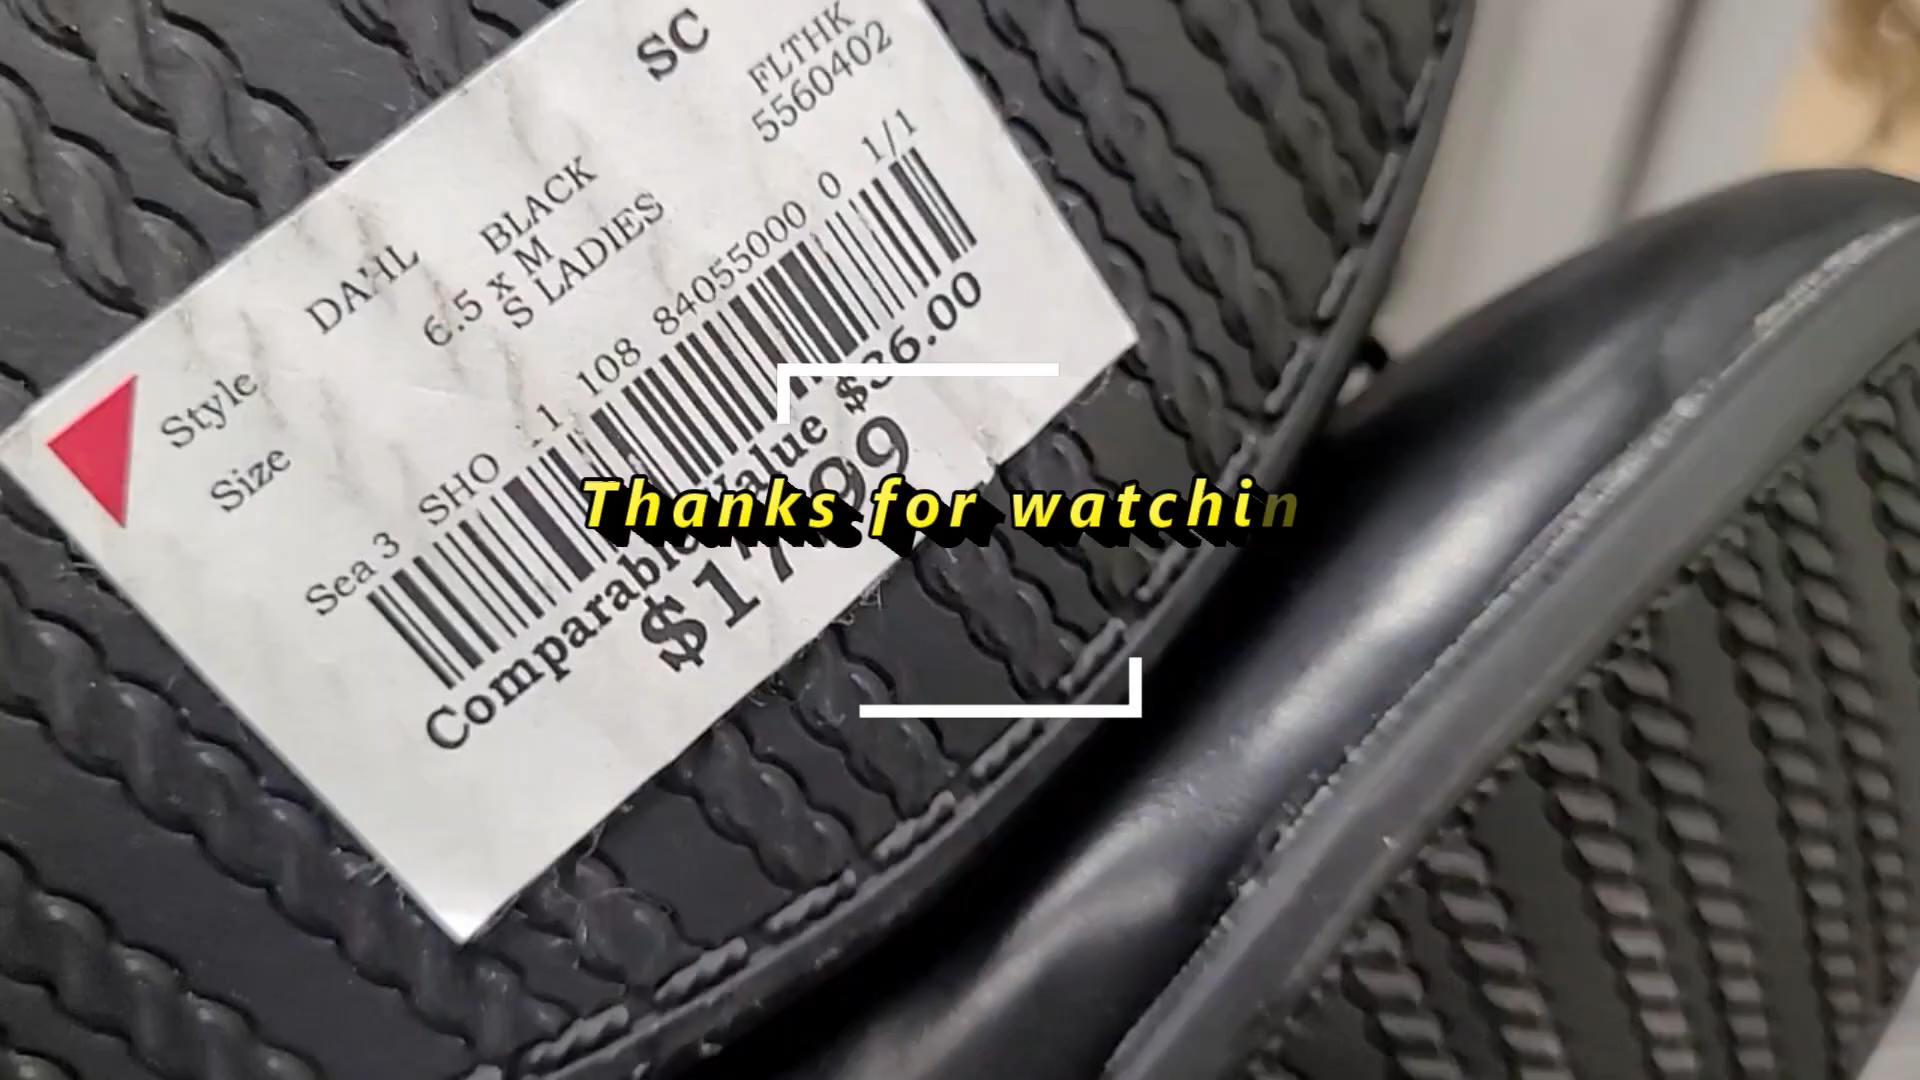 SC
FLTHK
5560402
Style DAHL BLACK
Size 6.5 x M
S LADIES
Sea 3 SHO 11 108 84055000 0 1/1
Comparable Value $36.00
$17.99
Thanks for watchin